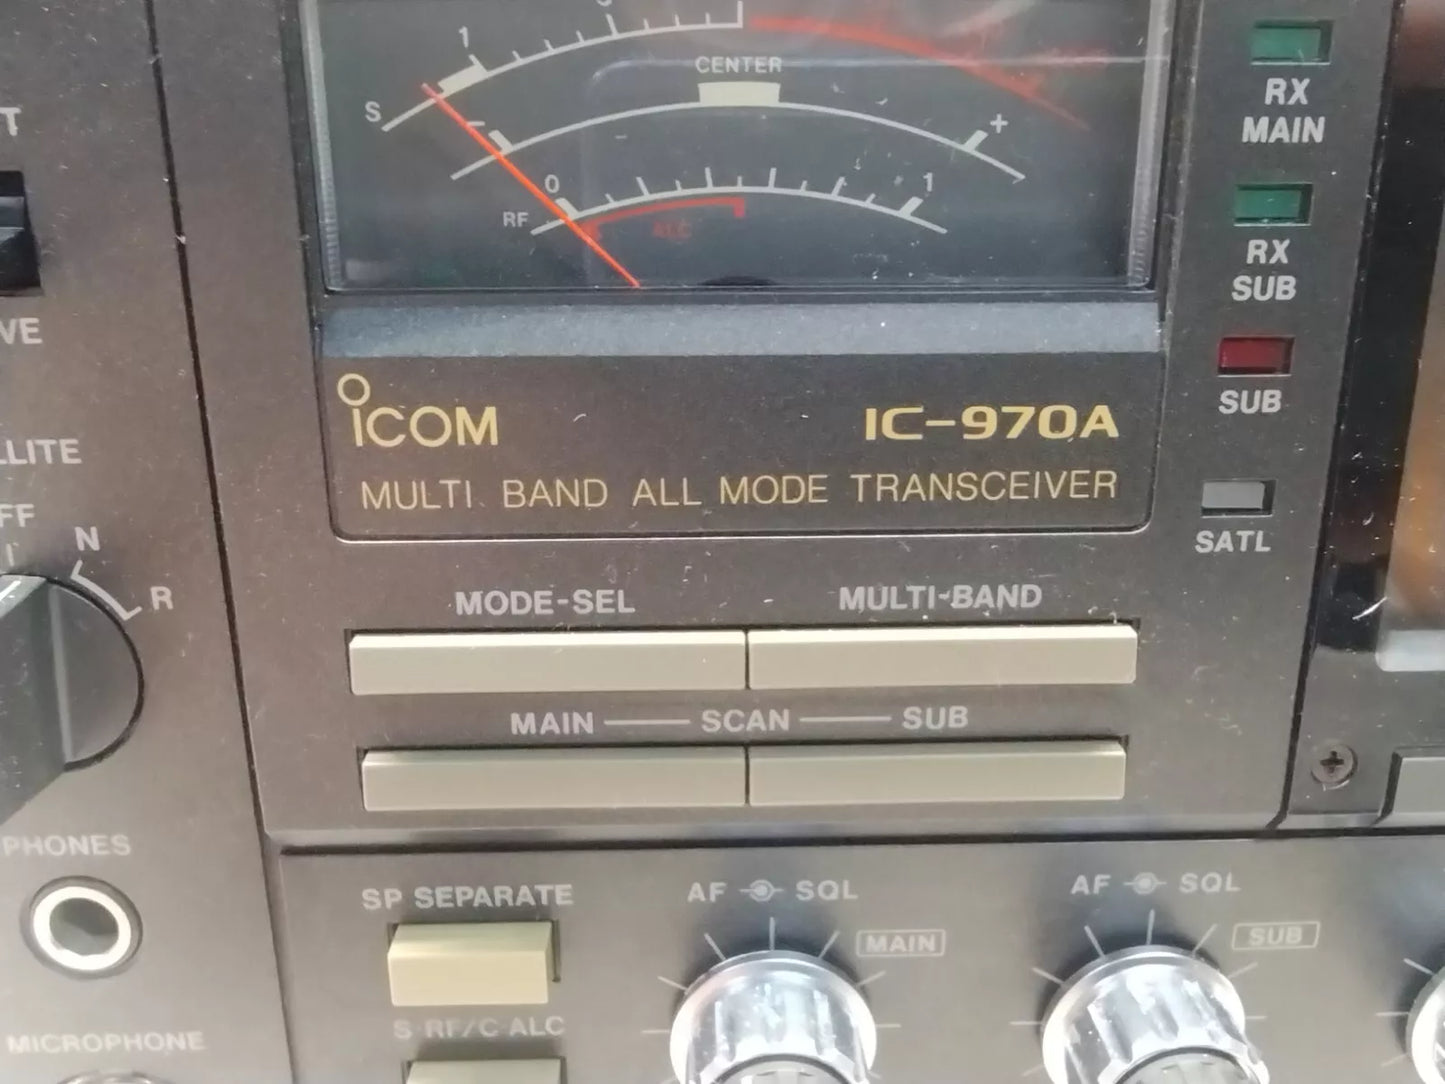 1
CENTER
S
-
+
0
1
RF
ALC
RX
MAIN
RX
SUB
SUB
SATL
ICOM
IC-970A
MULTI BAND ALL MODE TRANSCEIVER
N
R
MODE-SEL
MULTI-BAND
MAIN SCAN SUB
PHONES
SP SEPARATE
AF SQL
MAIN
AF SQL
SUB
S·RF/C·ALC
MICROPHONE